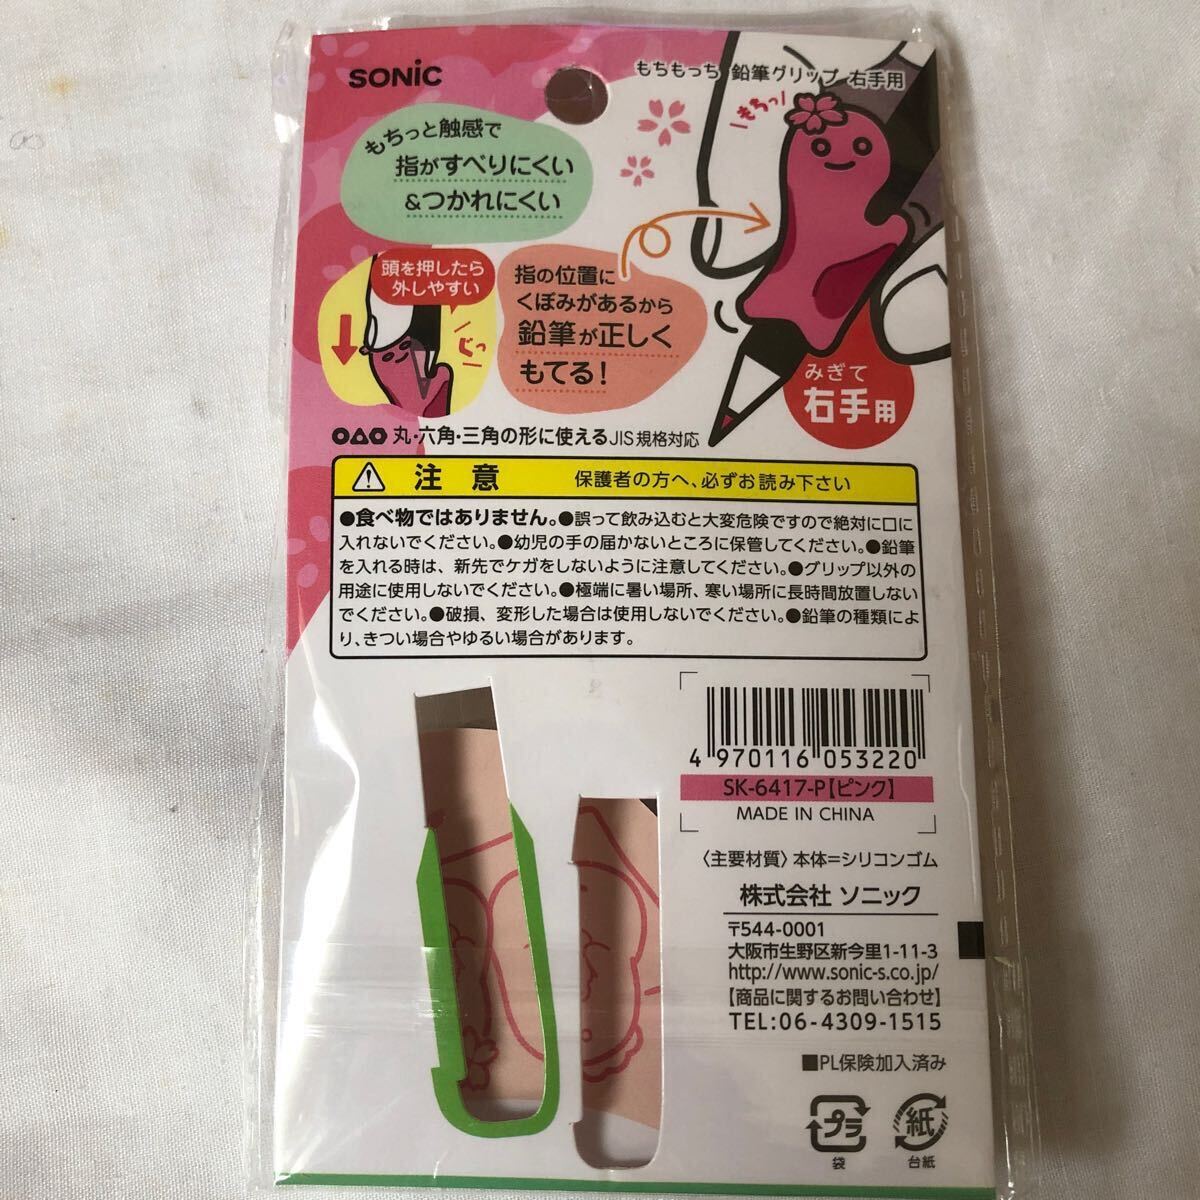 SONiC
もちもっち 鉛筆グリップ 右手用
もちっと触感で
指がすべりにくい
&つかれにくい
もちっ
頭を押したら
外しやすい
指の位置に
くぼみがあるから
鉛筆が正しく
もてる!
みぎて
右手用
丸・六角・三角の形に使えるJIS規格対応
注意 保護者の方へ、必ずお読み下さい
●食べ物ではありません。●誤って飲み込むと大変危険ですので絶対に口に
入れないでください。●幼児の手の届かないところに保管してください。●鉛筆
を入れる時は、新先でケガをしないように注意してください。●グリップ以外の
用途に使用しないでください。●極端に暑い場所、寒い場所に長時間放置しない
でください。●破損、変形した場合は使用しないでください。●鉛筆の種類によ
り、きつい場合やゆるい場合があります。
4 970116 053220
SK-6417-P【ピンク】
MADE IN CHINA
〈主要材質〉本体=シリコンゴム
株式会社 ソニック
〒544-0001
大阪市生野区新今里1-11-3
http://www.sonic-s.co.jp/
【商品に関するお問い合わせ】
TEL:06-4309-1515
■PL保険加入済み
プラ
袋
紙
台紙